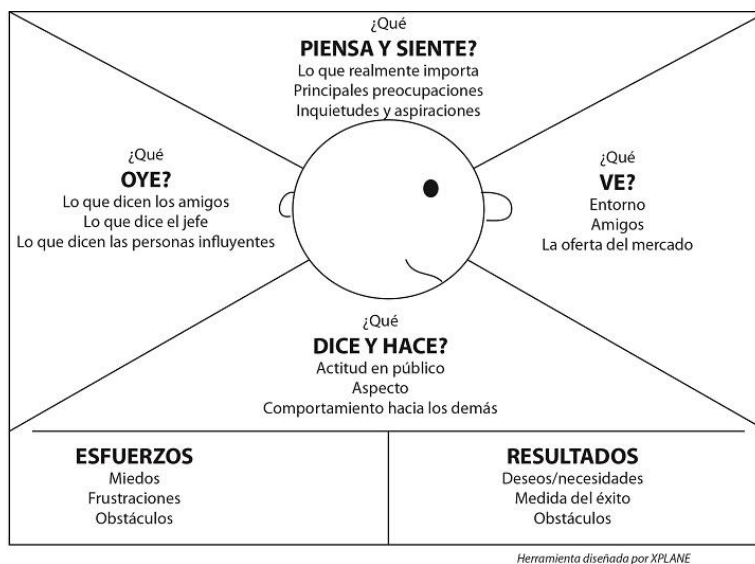 ¿Qué
PIENSA Y SIENTE?
Lo que realmente importa
Principales preocupaciones
Inquietudes y aspiraciones
¿Qué
OYE?
Lo que dicen los amigos
Lo que dice el jefe
Lo que dicen las personas influyentes
¿Qué
VE?
Entorno
Amigos
La oferta del mercado
¿Qué
DICE Y HACE?
Actitud en público
Aspecto
Comportamiento hacia los demás
ESFUERZOS
Miedos
Frustraciones
Obstáculos
RESULTADOS
Deseos/necesidades
Medida del éxito
Obstáculos
Herramienta diseñada por XPLANE